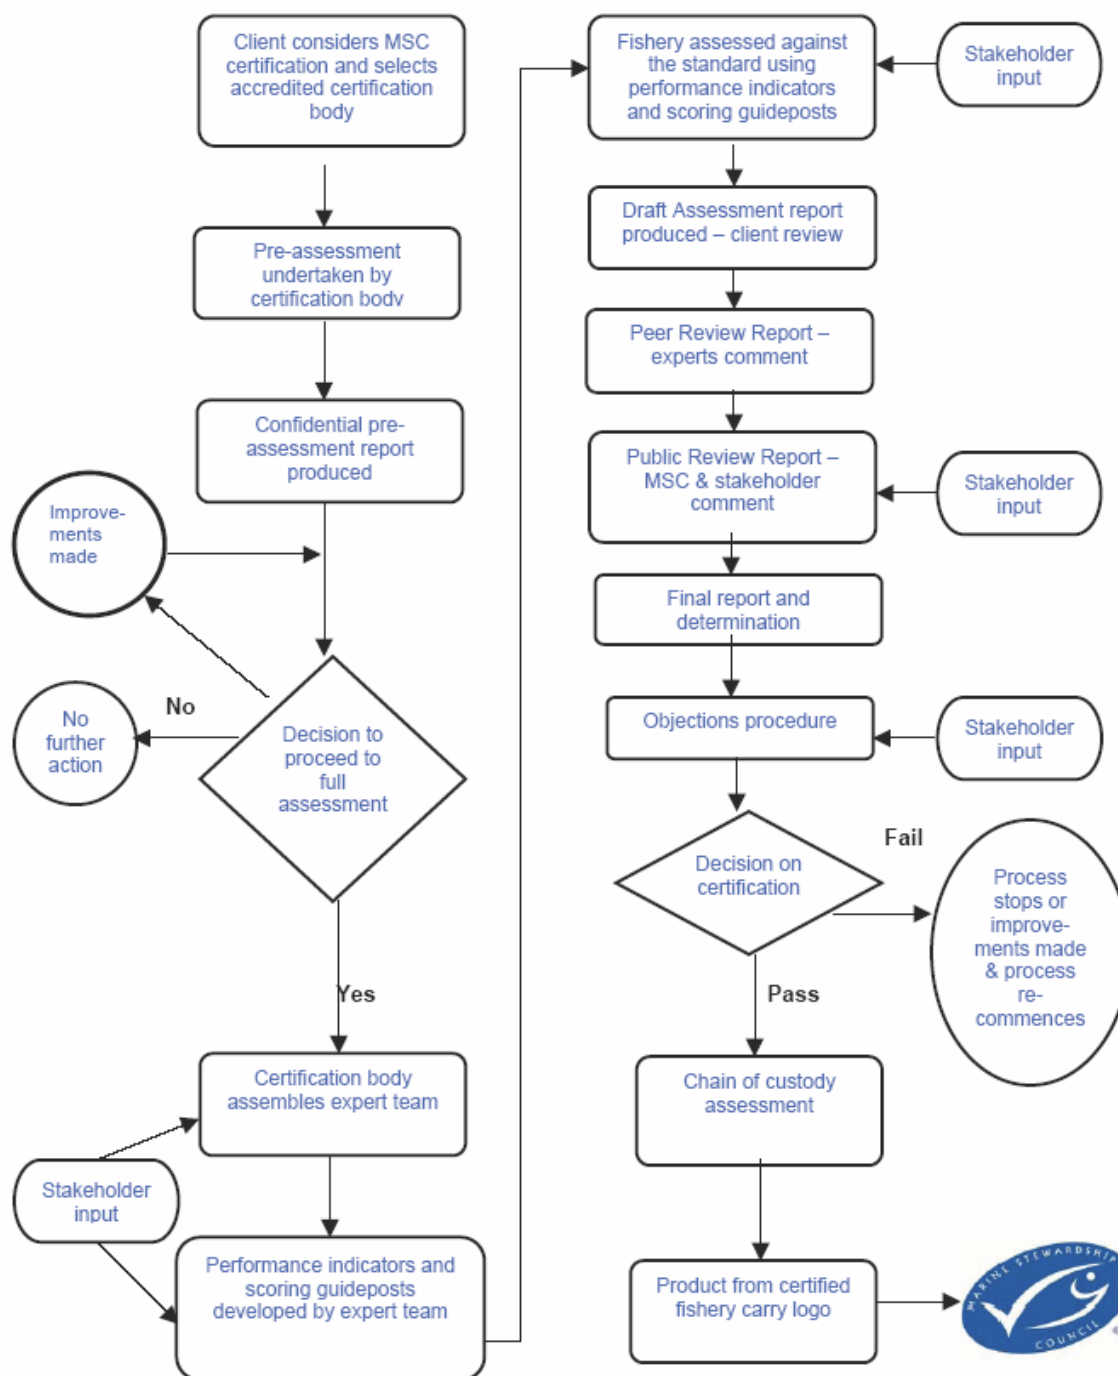 Client considers MSC
certification and selects
accredited certification
body
Pre-assessment
undertaken by
certification body
Confidential pre-
assessment report
produced
Improve-
ments
made
No
further
action
No
Decision to
proceed to
full
assessment
Yes
Certification body
assembles expert team
Stakeholder
input
Performance indicators and
scoring guideposts
developed by expert team
Fishery assessed against
the standard using
performance indicators
and scoring guideposts
Stakeholder
input
Draft Assessment report
produced – client review
Peer Review Report –
experts comment
Public Review Report –
MSC & stakeholder
comment
Stakeholder
input
Final report and
determination
Objections procedure
Stakeholder
input
Decision on
certification
Fail
Process
stops or
improve-
ments made
& process
re-
commences
Pass
Chain of custody
assessment
Product from certified
fishery carry logo
MARINE STEWARDSHIP
COUNCIL